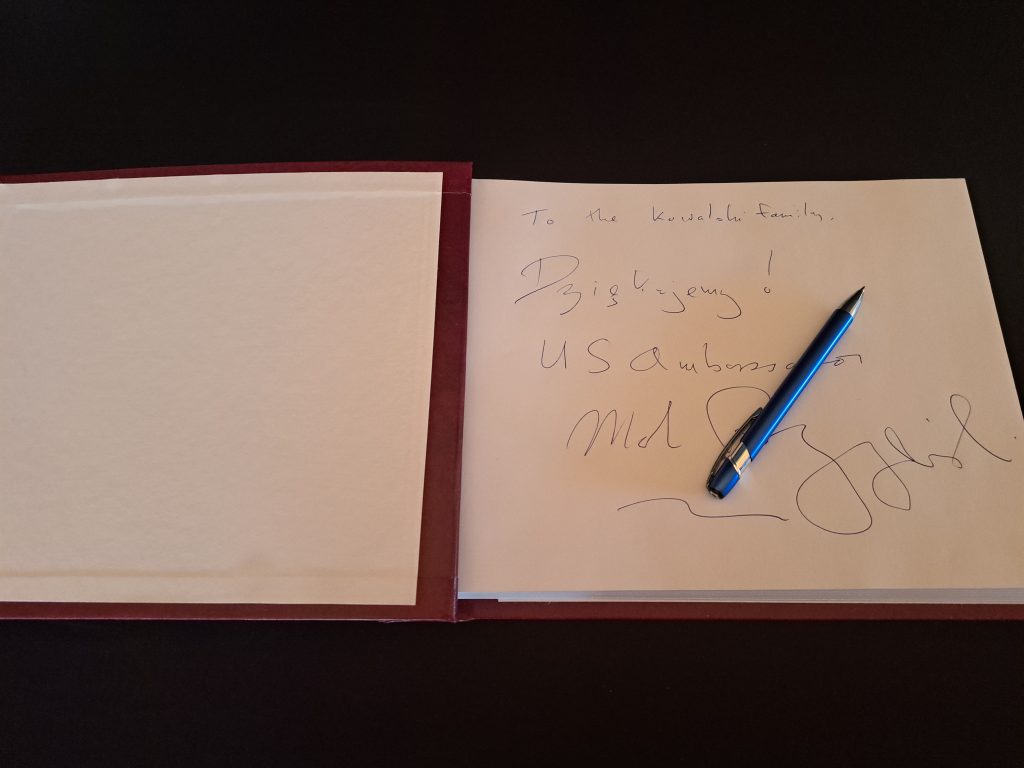 To the Kowalski Family.
Dziękujemy!
US Ambassador